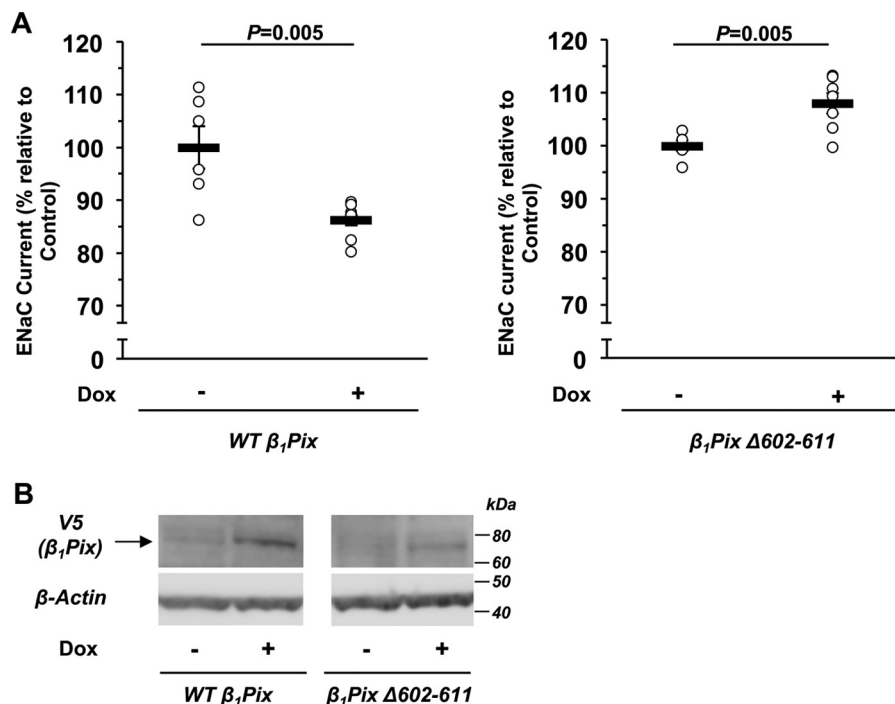 A
P=0.005
ENaC Current (% relative to
Control)
120
110
100
90
80
70
0
Dox - +
WT β₁Pix
P=0.005
ENaC current (% relative to
Control)
120
110
100
90
80
70
0
- +
β₁Pix Δ602-611
B
kDa
V5
(β₁Pix)
80
60
β-Actin
50
40
Dox - + - +
WT β₁Pix β₁Pix Δ602-611